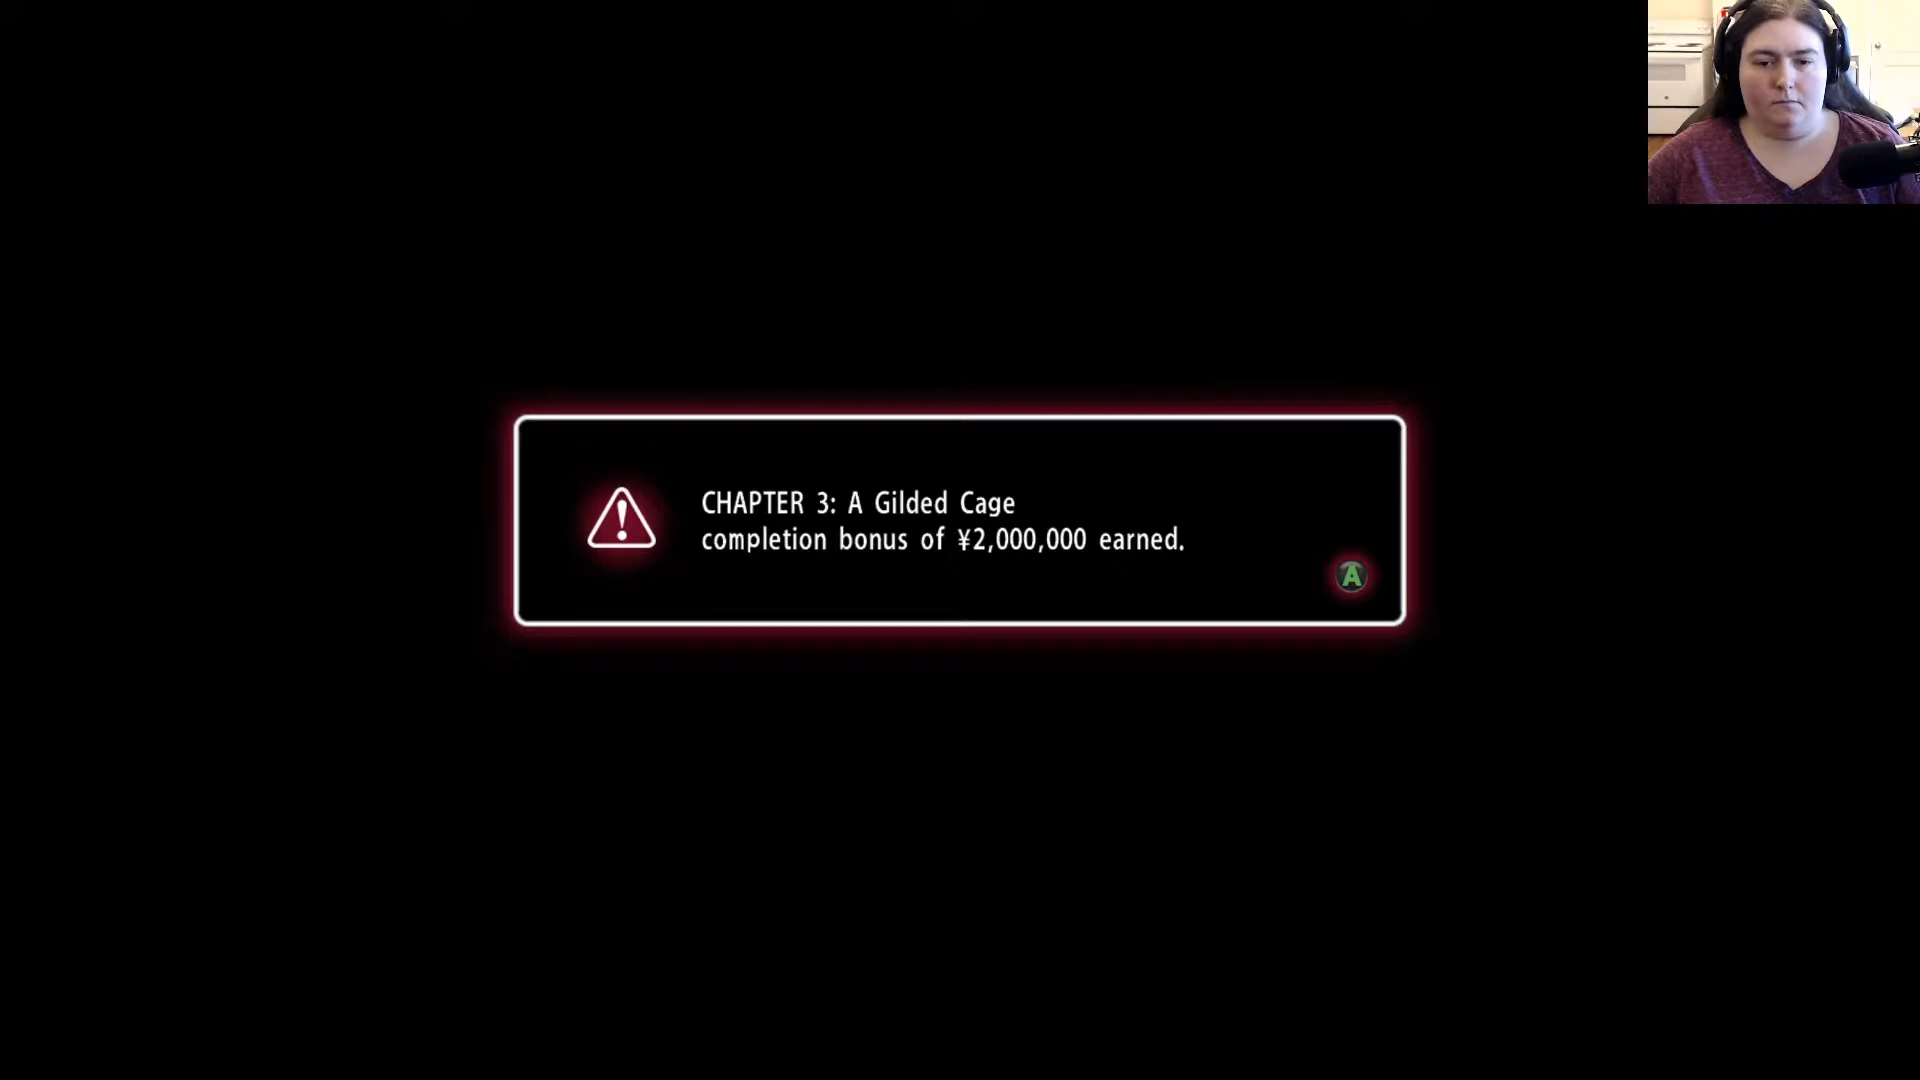 CHAPTER 3: A Gilded Cage
completion bonus of ¥2,000,000 earned.
A